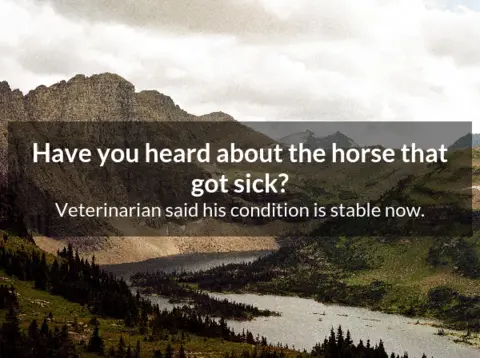 Have you heard about the horse that
got sick?
Veterinarian said his condition is stable now.